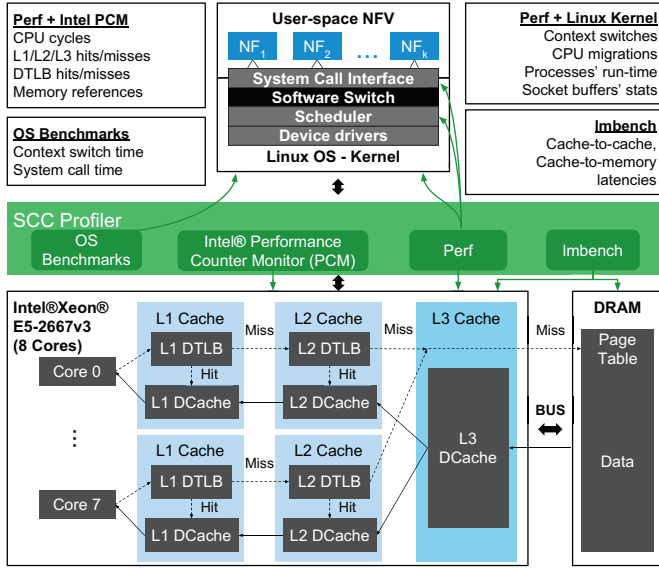 Perf + Intel PCM
CPU cycles
L1/L2/L3 hits/misses
DTLB hits/misses
Memory references
OS Benchmarks
Context switch time
System call time
User-space NFV
NF1 NF2 ... NFk
System Call Interface
Software Switch
Scheduler
Device drivers
Linux OS - Kernel
Perf + Linux Kernel
Context switches
CPU migrations
Processes' run-time
Socket buffers' stats
lmbench
Cache-to-cache,
Cache-to-memory
latencies
SCC Profiler
OS
Benchmarks
Intel® Performance
Counter Monitor (PCM)
Perf
lmbench
Intel®Xeon®
E5-2667v3
(8 Cores)
Core 0
⋮
Core 7
L1 Cache
L1 DTLB
Hit
L1 DCache
Miss
L2 Cache
L2 DTLB
Hit
L2 DCache
Miss
L1 Cache
L1 DTLB
Hit
L1 DCache
Miss
L2 Cache
L2 DTLB
Hit
L2 DCache
L3 Cache
L3
DCache
Miss
BUS
DRAM
Page
Table
Data